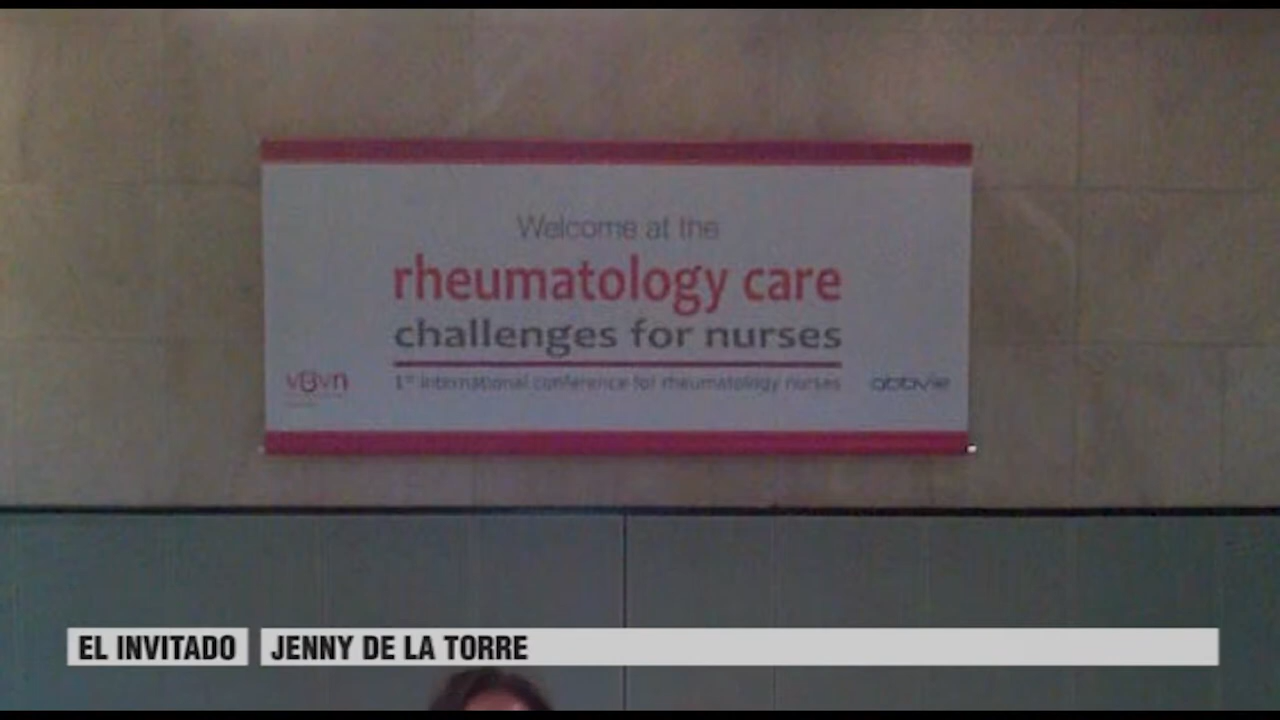 Welcome at the
rheumatology care
challenges for nurses
1st international conference for rheumatology nurses
abbvie
EL INVITADO
JENNY DE LA TORRE